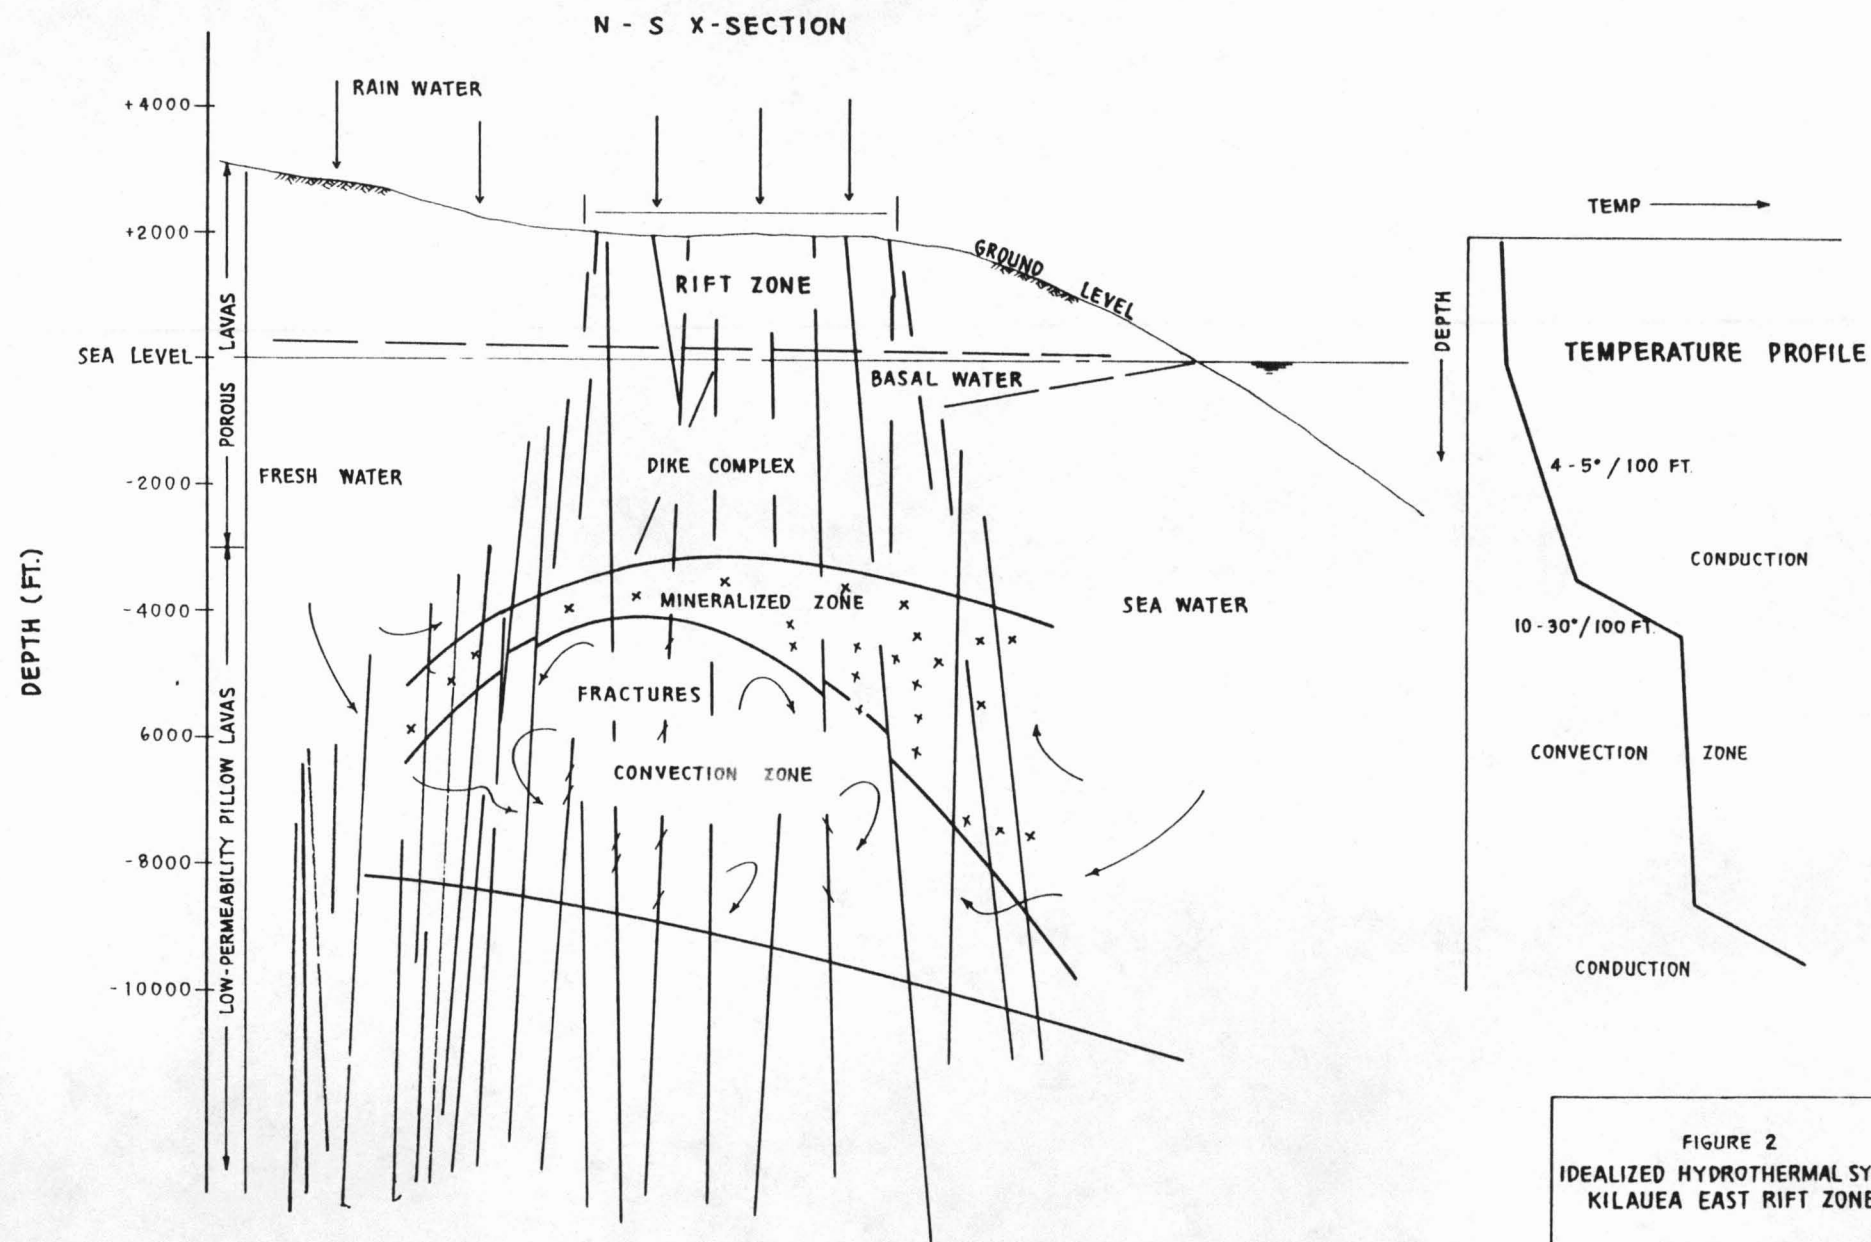 N - S X-SECTION
RAIN WATER
+4000
+2000
SEA LEVEL
-2000
-4000
6000
-8000
-10000
DEPTH (FT.)
POROUS LAVAS
LOW-PERMEABILITY PILLOW LAVAS
RIFT ZONE
GROUND LEVEL
BASAL WATER
FRESH WATER
DIKE COMPLEX
MINERALIZED ZONE
SEA WATER
FRACTURES
CONVECTION ZONE
TEMP
DEPTH
TEMPERATURE PROFILE
4 - 5° / 100 FT.
CONDUCTION
10 - 30° / 100 FT.
CONVECTION ZONE
CONDUCTION
FIGURE 2
IDEALIZED HYDROTHERMAL SY
KILAUEA EAST RIFT ZONE